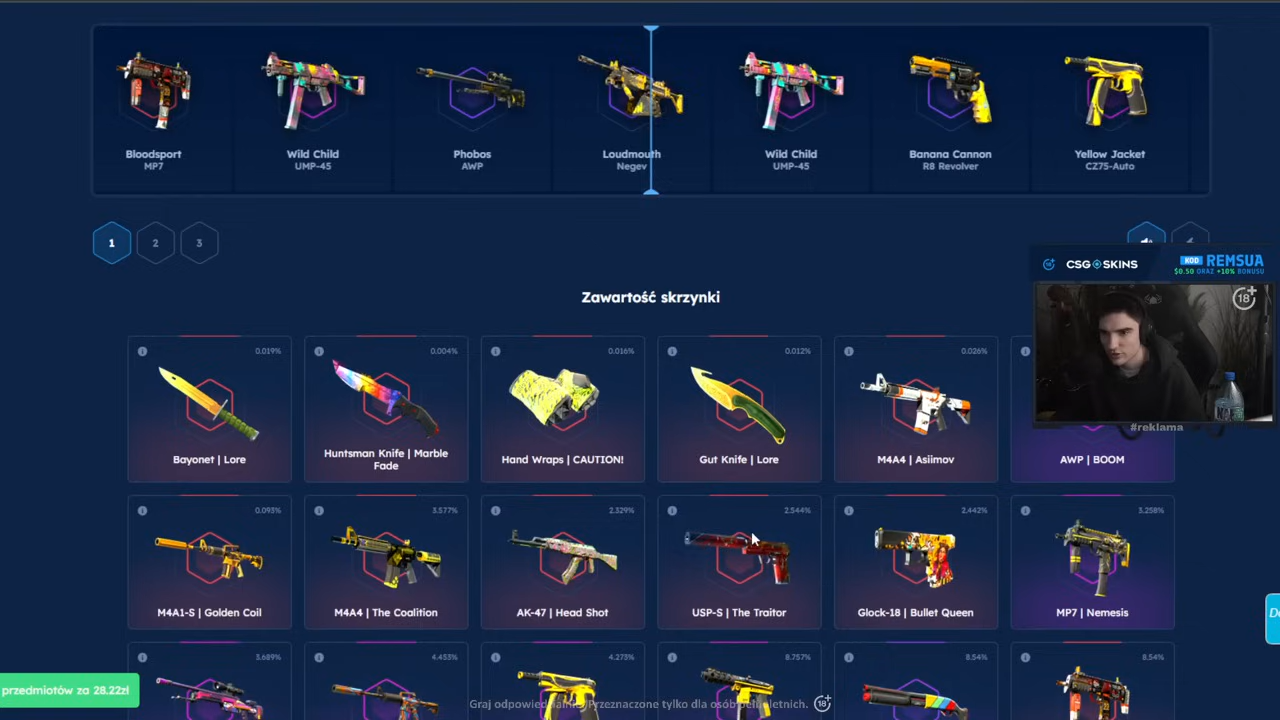 Bloodsport
MP7
Wild Child
UMP-45
Phobos
AWP
Loudmouth
Negev
Wild Child
UMP-45
Banana Cannon
R8 Revolver
Yellow Jacket
CZ75-Auto
1
2
3
CSG SKINS
KOD REMSUA
$0.50 ORAZ +10% BONUSU
18+
#reklama
Zawartość skrzynki
0.019%
Bayonet | Lore
0.004%
Huntsman Knife | Marble
Fade
0.016%
Hand Wraps | CAUTION!
0.012%
Gut Knife | Lore
0.026%
M4A4 | Asiimov
AWP | BOOM
0.093%
M4A1-S | Golden Coil
3.577%
M4A4 | The Coalition
2.329%
AK-47 | Head Shot
2.544%
USP-S | The Traitor
2.442%
Glock-18 | Bullet Queen
3.258%
MP7 | Nemesis
3.689%
4.453%
4.273%
8.757%
8.54%
8.54%
przedmiotów za 28.22zł
Graj odpowiedzialnie. Przeznaczone tylko dla osób pełnoletnich.
18+